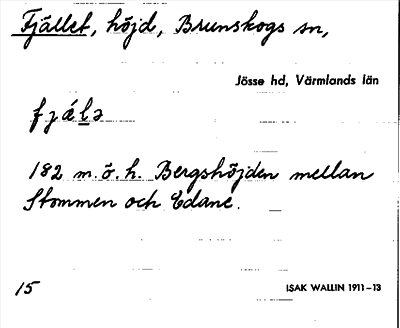 Fjället, höjd, Brunskogs sn,
Jösse hd, Värmlands län
fjälə
182 m.ö.h. Bergshöjden mellan
Stommen och Edane.
15 ISAK WALLIN 1911–13